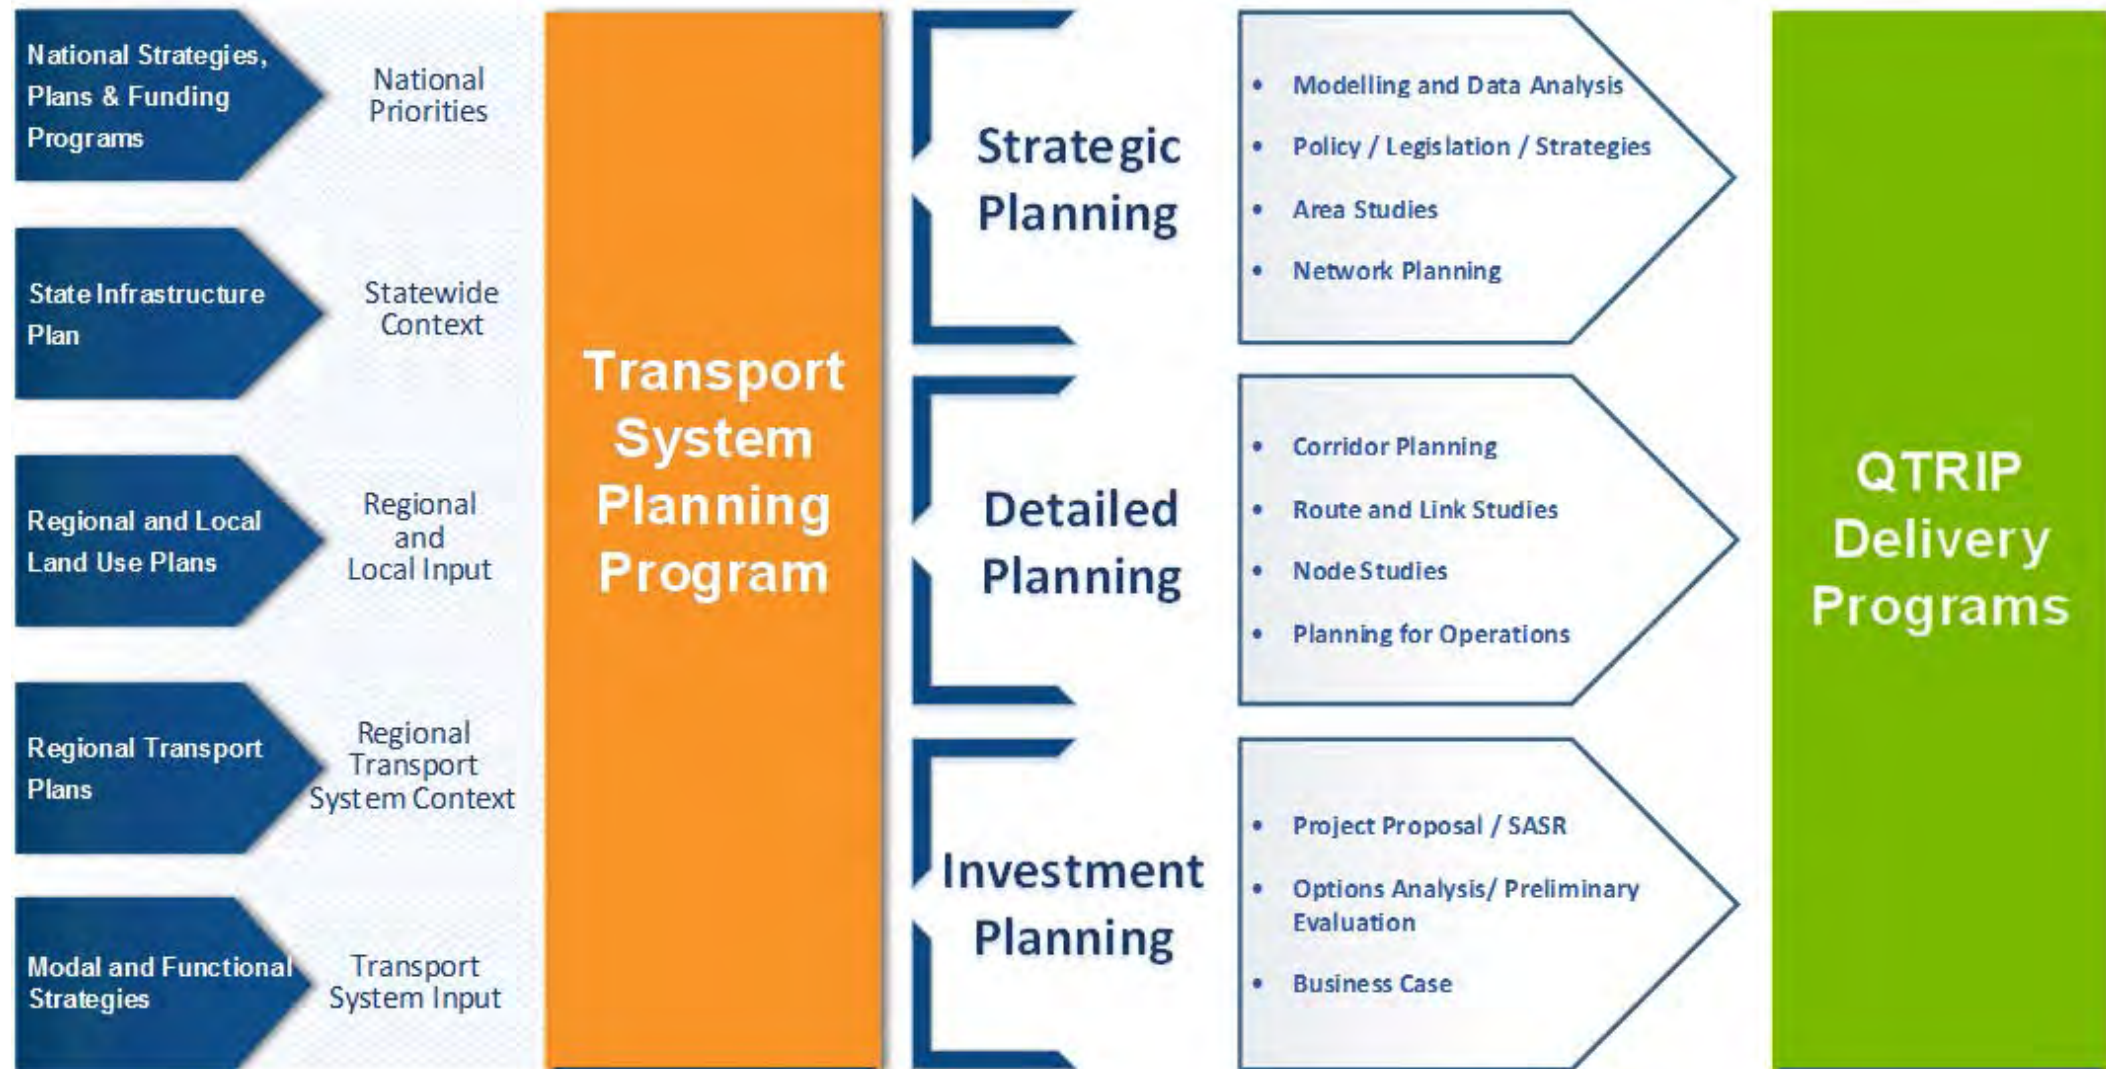 National Strategies,
Plans & Funding
Programs
National
Priorities
State Infrastructure
Plan
Statewide
Context
Regional and Local
Land Use Plans
Regional
and
Local Input
Regional Transport
Plans
Regional
Transport
System Context
Modal and Functional
Strategies
Transport
System Input
Transport
System
Planning
Program
Strategic
Planning
• Modelling and Data Analysis
• Policy / Legislation / Strategies
• Area Studies
• Network Planning
Detailed
Planning
• Corridor Planning
• Route and Link Studies
• Node Studies
• Planning for Operations
Investment
Planning
• Project Proposal / SASR
• Options Analysis/ Preliminary
Evaluation
• Business Case
QTRIP
Delivery
Programs